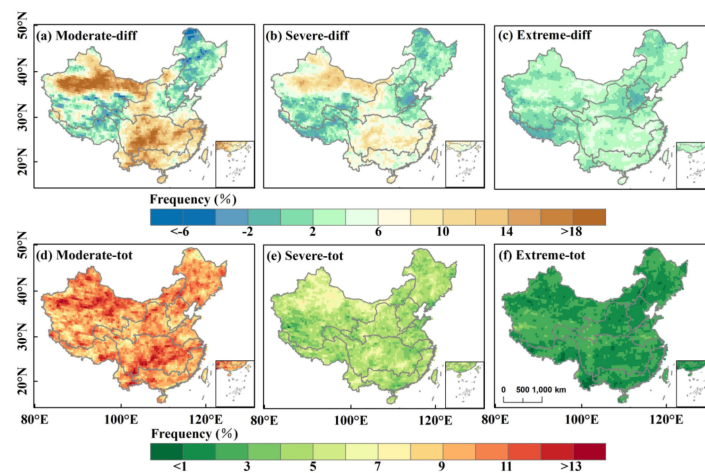 50°N
40°N
30°N
20°N
(a) Moderate-diff
(b) Severe-diff
(c) Extreme-diff
Frequency (%)
<-6 -2 2 6 10 14 >18
50°N
40°N
30°N
20°N
(d) Moderate-tot
(e) Severe-tot
(f) Extreme-tot
0 500 1,000 km
80°E 100°E 120°E 100°E 120°E 100°E 120°E
Frequency (%)
<1 3 5 7 9 11 >13